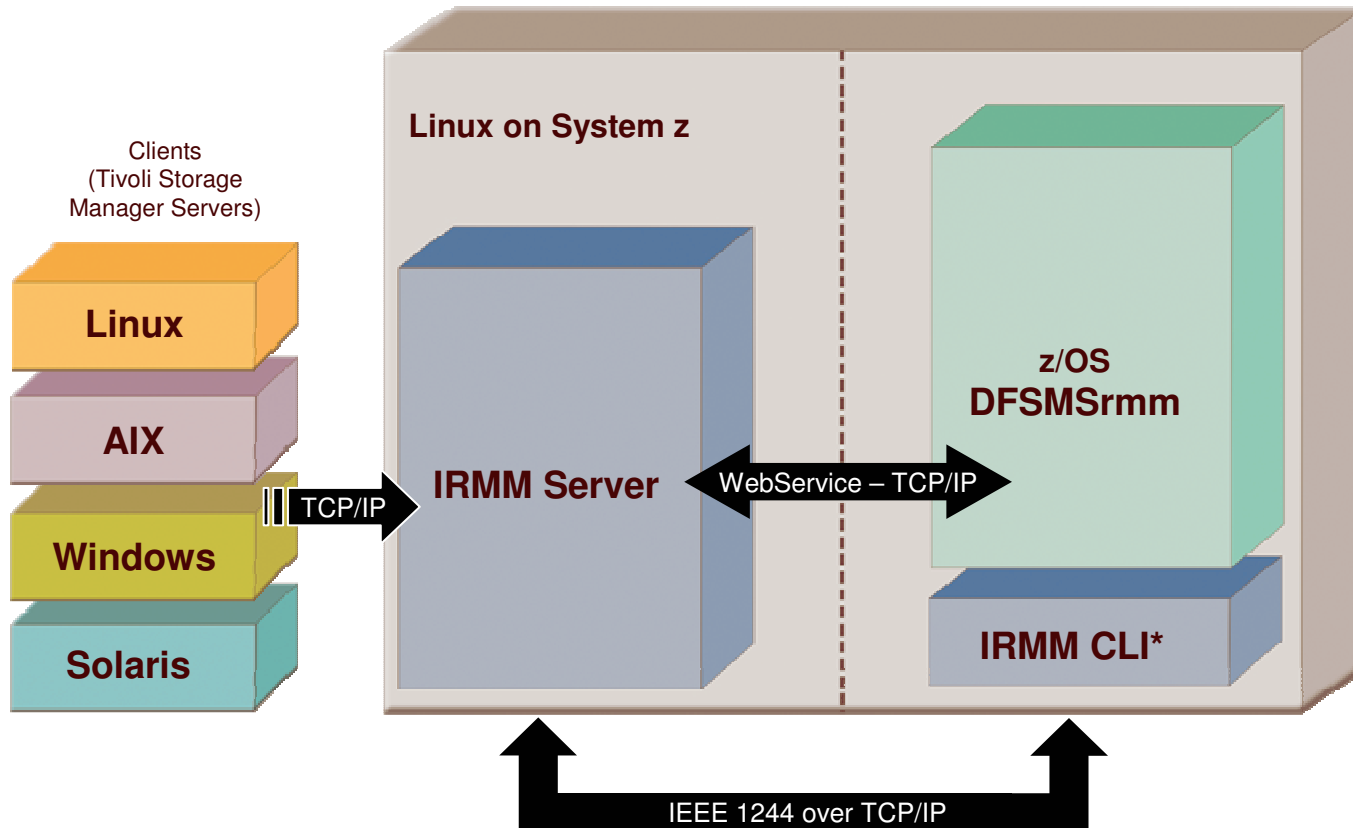 Linux on System z
Clients
(Tivoli Storage
Manager Servers)
Linux
AIX
Windows
Solaris
TCP/IP
IRMM Server
WebService – TCP/IP
z/OS
DFSMSrmm
IRMM CLI*
IEEE 1244 over TCP/IP